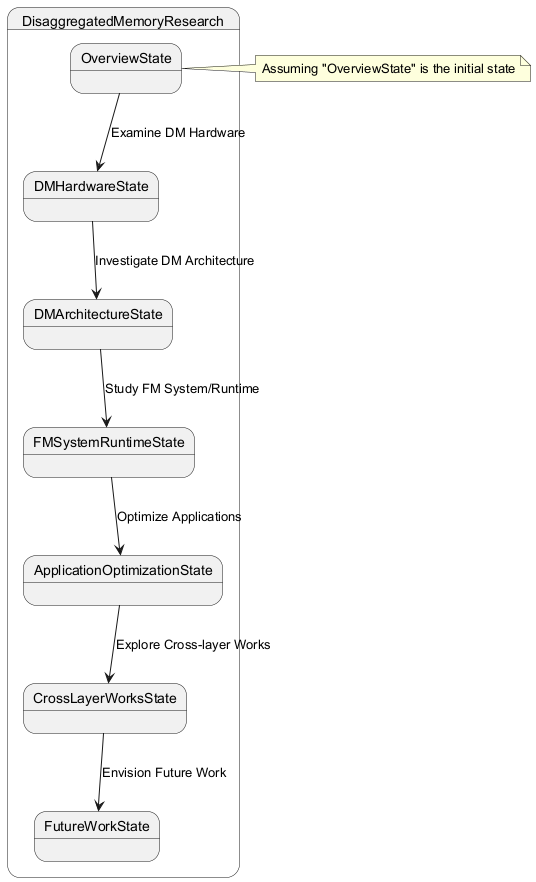 DisaggregatedMemoryResearch
OverviewState
Assuming "OverviewState" is the initial state
Examine DM Hardware
DMHardwareState
Investigate DM Architecture
DMArchitectureState
Study FM System/Runtime
FMSystemRuntimeState
Optimize Applications
ApplicationOptimizationState
Explore Cross-layer Works
CrossLayerWorksState
Envision Future Work
FutureWorkState